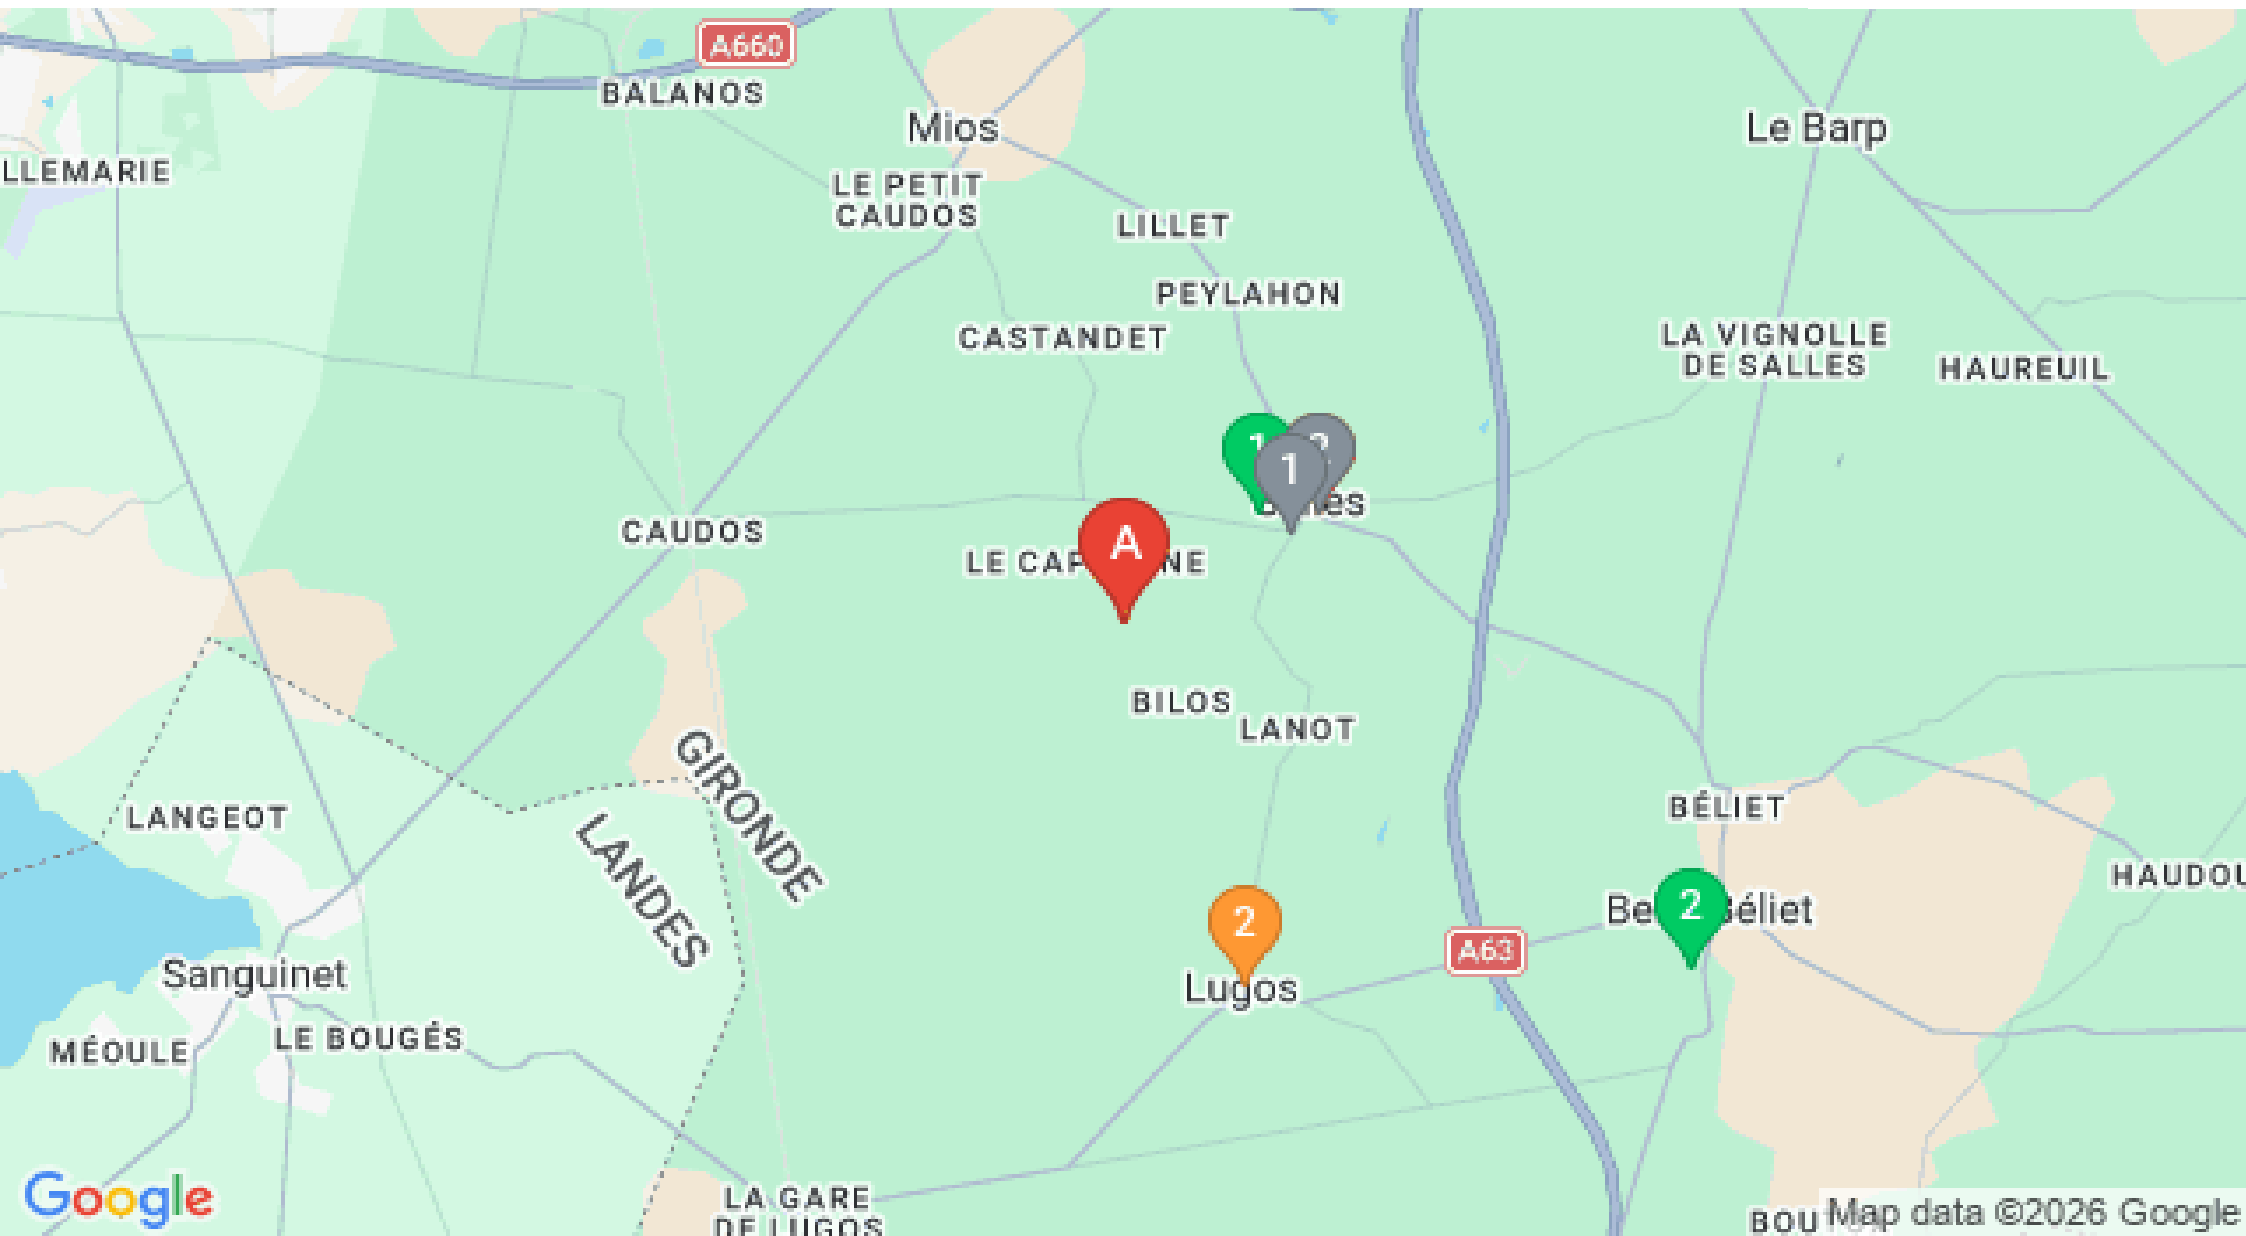 A660
BALANOS
Mios
Le Barp
LLEMARIE
LE PETIT
CAUDOS
LILLET
PEYLAHON
CASTANDET
LA VIGNOLLE
DE SALLES
HAUREUIL
1
2
1
CAUDOS
A
BILOS
LANOT
GIRONDE
LANDES
LANGEOT
BÉLIET
HAUDOU
2
2
A63
Lugos
Sanguinet
MÉOULE
LE BOUGÉS
LA GARE
DE LUGOS
Google
BOU
Map data ©2026 Google